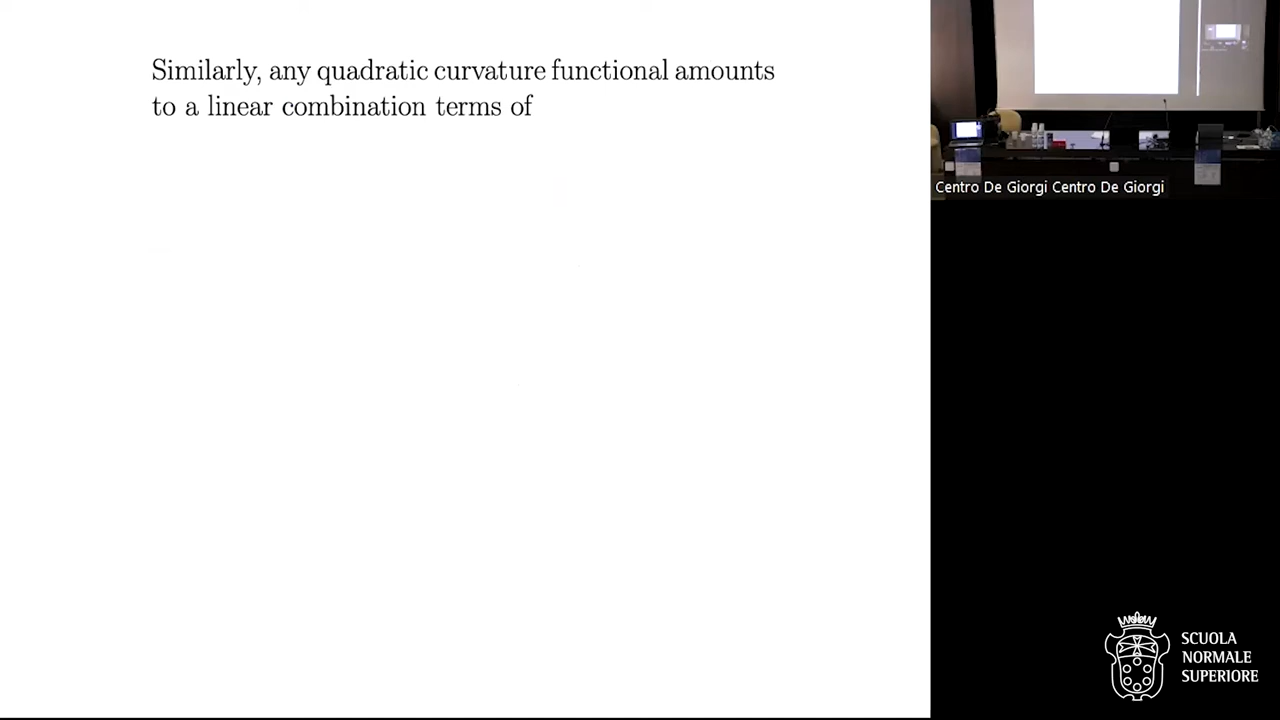 Similarly, any quadratic curvature functional amounts
to a linear combination terms of
Centro De Giorgi Centro De Giorgi
SCUOLA
NORMALE
SUPERIORE